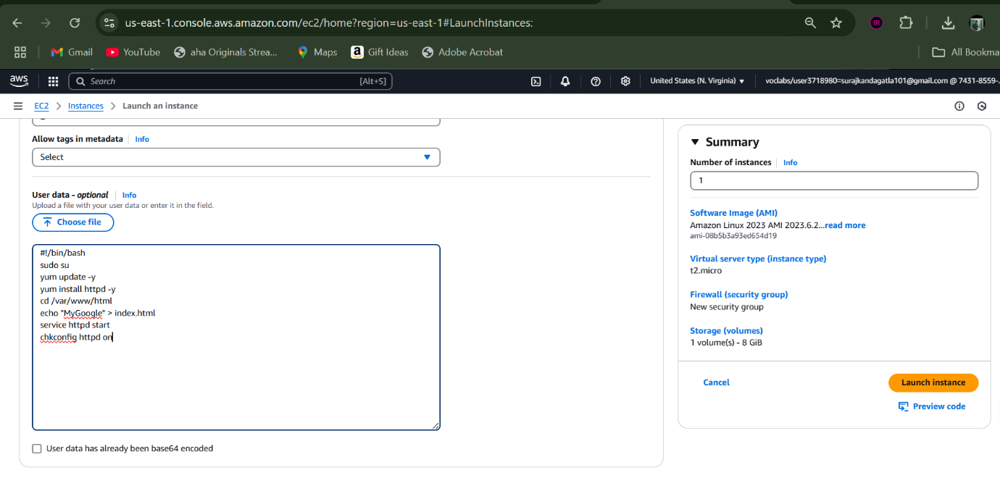 us-east-1.console.aws.amazon.com/ec2/home?region=us-east-1#LaunchInstances:
Gmail YouTube aha Originals Strea... Maps Gift Ideas Adobe Acrobat All Bookma
aws Search [Alt+S] United States (N. Virginia) voclabs/user3718980=surajkandagatla101@gmail.com @ 7431-8559-
EC2 Instances Launch an instance
Allow tags in metadata Info
Select
User data - optional Info
Upload a file with your user data or enter it in the field.
Choose file
#!/bin/bash
sudo su
yum update -y
yum install httpd -y
cd /var/www/html
echo "MyGoogle" > index.html
service httpd start
chkconfig httpd on
User data has already been base64 encoded
Summary
Number of instances Info
1
Software Image (AMI)
Amazon Linux 2023 AMI 2023.6.2...read more
ami-08b5b3a93ed654d19
Virtual server type (instance type)
t2.micro
Firewall (security group)
New security group
Storage (volumes)
1 volume(s) - 8 GiB
Cancel Launch instance
Preview code